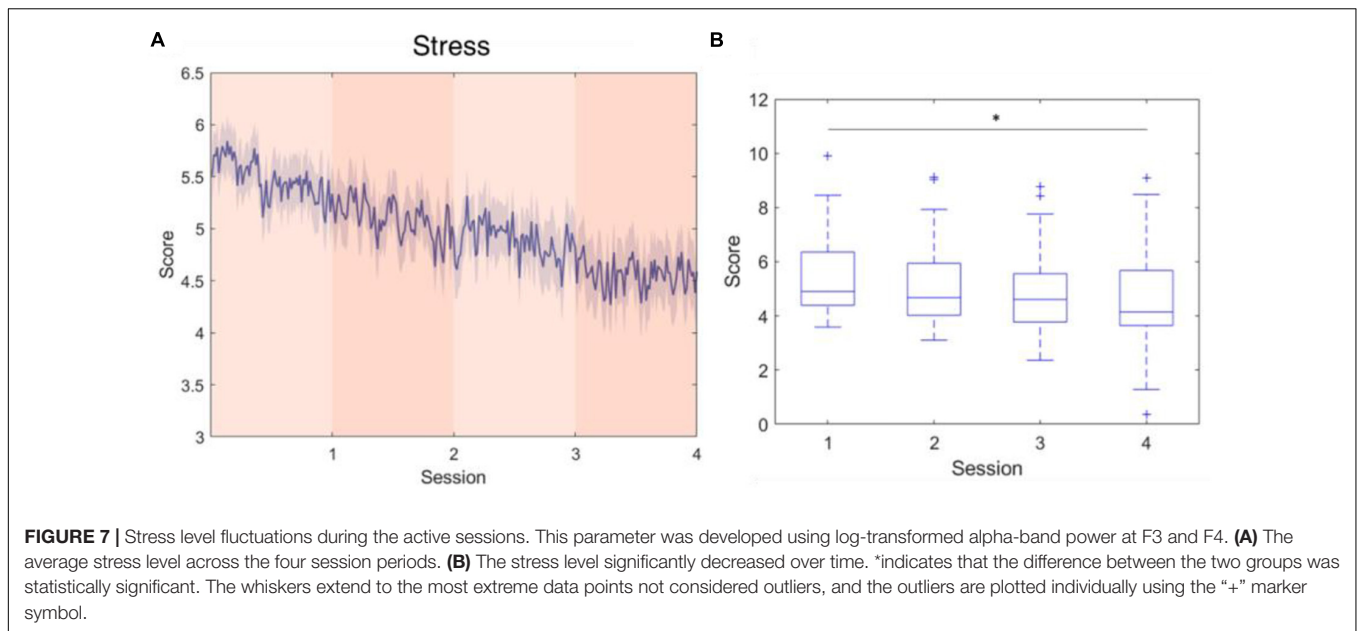 A
Stress
6.5
6
5.5
5
4.5
4
3.5
3
Score
1
2
3
4
Session
B
12
10
8
6
4
2
0
Score
*
1
2
3
4
Session
FIGURE 7 | Stress level fluctuations during the active sessions. This parameter was developed using log-transformed alpha-band power at F3 and F4. (A) The
average stress level across the four session periods. (B) The stress level significantly decreased over time. *indicates that the difference between the two groups was
statistically significant. The whiskers extend to the most extreme data points not considered outliers, and the outliers are plotted individually using the “+” marker
symbol.